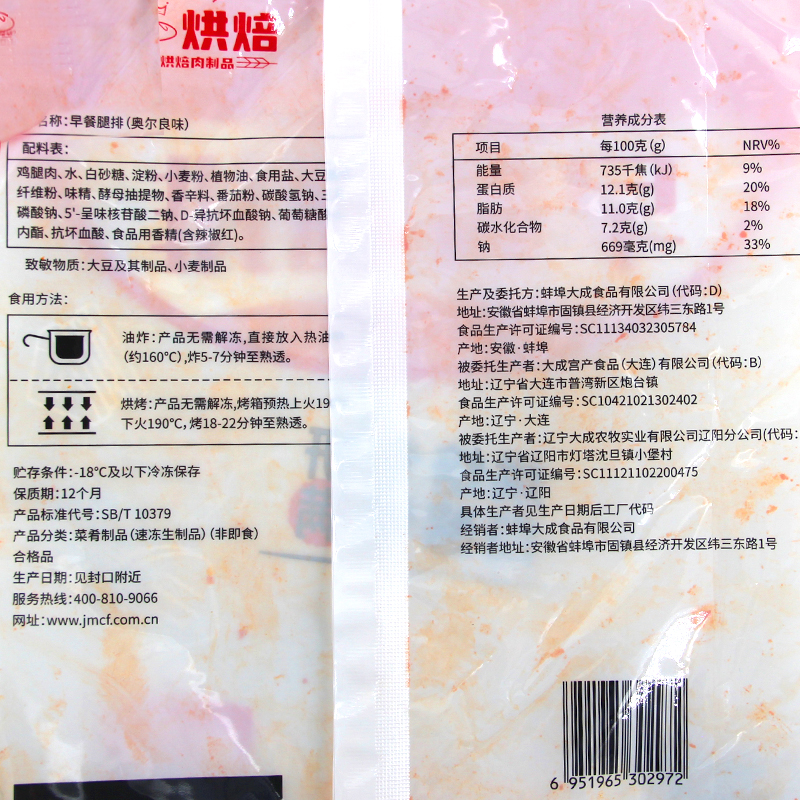 烘焙
烘焙肉制品
名称：早餐腿排（奥尔良味）
配料表：
鸡腿肉、水、白砂糖、淀粉、小麦粉、植物油、食用盐、大豆
纤维粉、味精、酵母抽提物、香辛料、番茄粉、碳酸氢钠、三
磷酸钠、5'-呈味核苷酸二钠、D-异抗坏血酸钠、葡萄糖酸
内酯、抗坏血酸、食品用香精(含辣椒红)。
致敏物质：大豆及其制品、小麦制品
食用方法：
油炸：产品无需解冻,直接放入热油
(约160℃),炸5-7分钟至熟透。
烘烤：产品无需解冻,烤箱预热上火19
下火190℃，烤18-22分钟至熟透。
贮存条件：-18℃及以下冷冻保存
保质期：12个月
产品标准代号：SB/T 10379
产品分类：菜肴制品（速冻生制品）（非即食）
合格品
生产日期：见封口附近
服务热线：400-810-9066
网址：www.jmcf.com.cn
营养成分表
项目 每100克(g) NRV%
能量 735千焦(kJ) 9%
蛋白质 12.1克(g) 20%
脂肪 11.0克(g) 18%
碳水化合物 7.2克(g) 2%
钠 669毫克(mg) 33%
生产及委托方：蚌埠大成食品有限公司（代码：D）
地址：安徽省蚌埠市固镇县经济开发区纬三东路1号
食品生产许可证编号：SC11134032305784
产地：安徽·蚌埠
被委托生产者：大成宫产食品（大连）有限公司（代码：B）
地址：辽宁省大连市普湾新区炮台镇
食品生产许可证编号：SC10421021302402
产地：辽宁·大连
被委托生产者：辽宁大成农牧实业有限公司辽阳分公司（代码：
地址：辽宁省辽阳市灯塔沈旦镇小堡村
食品生产许可证编号：SC11121102200475
产地：辽宁·辽阳
具体生产者见生产日期后工厂代码
经销者：蚌埠大成食品有限公司
经销者地址：安徽省蚌埠市固镇县经济开发区纬三东路1号
6 951965 302972